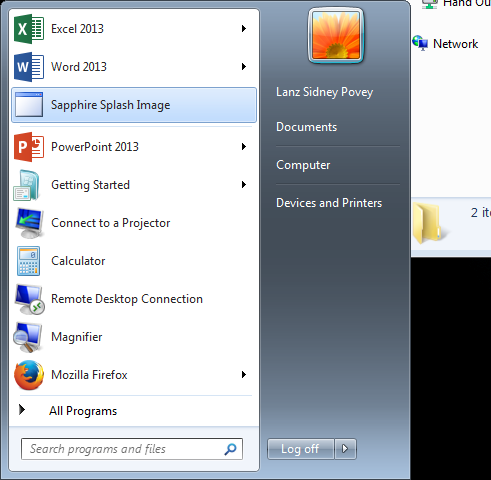 Excel 2013
Word 2013
Sapphire Splash Image
PowerPoint 2013
Getting Started
Connect to a Projector
Calculator
Remote Desktop Connection
Magnifier
Mozilla Firefox
All Programs
Search programs and files
Lanz Sidney Povey
Documents
Computer
Devices and Printers
Log off
Hand Ou
Network
2 ite